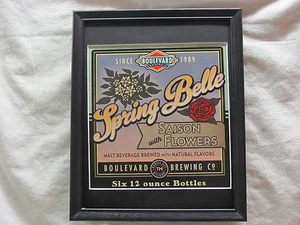 BOULEVARD
SINCE 1989
Spring Belle
SAISON
with FLOWERS
MALT BEVERAGE BREWED WITH NATURAL FLAVORS
BOULEVARD TM BREWING Co
Six 12 ounce Bottles